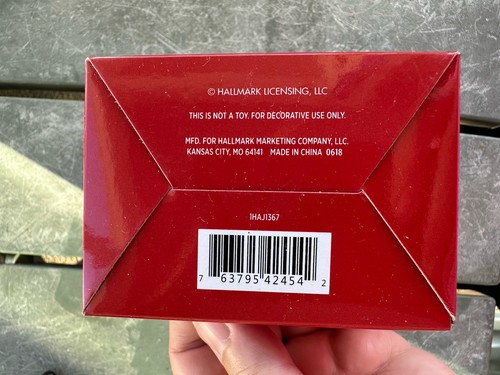 © HALLMARK LICENSING, LLC
THIS IS NOT A TOY. FOR DECORATIVE USE ONLY.
MFD. FOR HALLMARK MARKETING COMPANY, LLC.
KANSAS CITY, MO 64141 MADE IN CHINA 0618
1HAJ1367
7 63795 42454 2